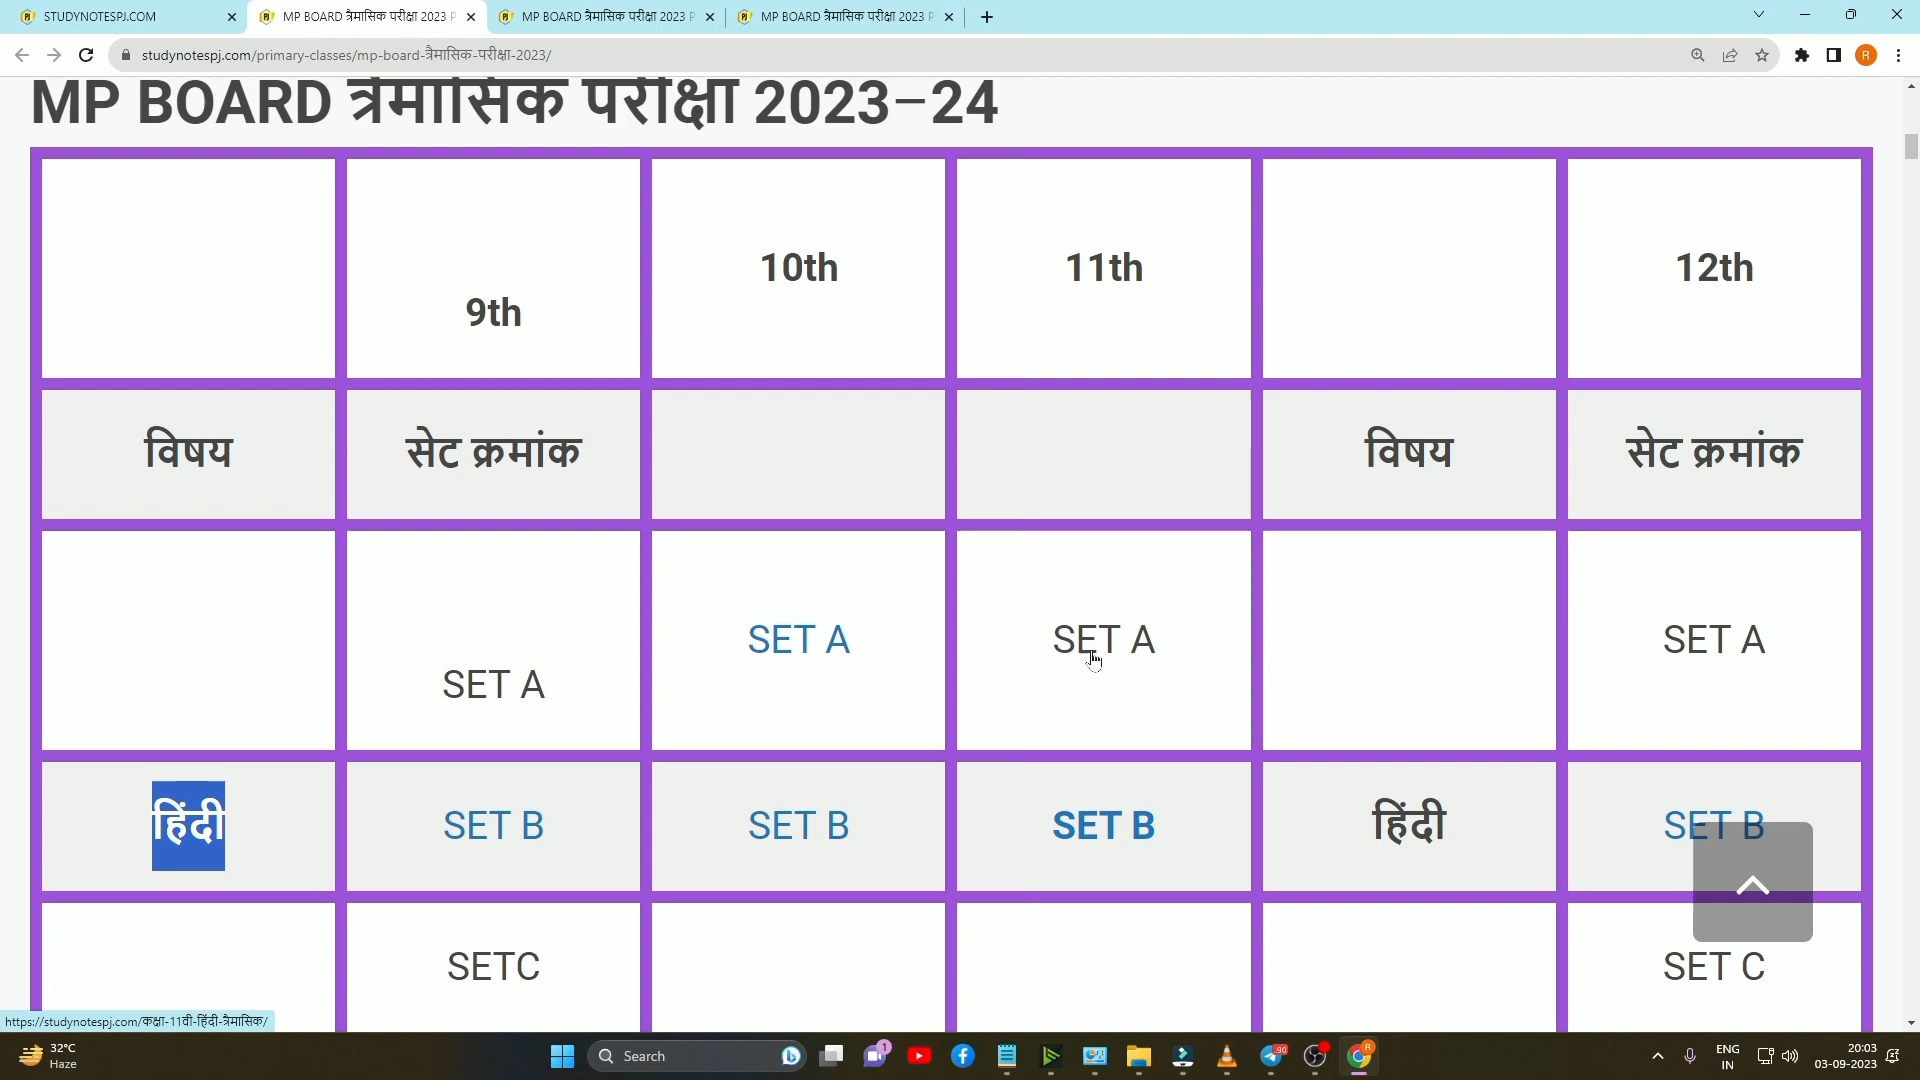 STUDYNOTESPJ.COM
MP BOARD त्रैमासिक परीक्षा 2023 P
MP BOARD त्रैमासिक परीक्षा 2023 P
MP BOARD त्रैमासिक परीक्षा 2023 P
studynotespj.com/primary-classes/mp-board-त्रैमासिक-परीक्षा-2023/
R
MP BOARD त्रैमासिक परीक्षा 2023–24
9th
10th
11th
12th
विषय
सेट क्रमांक
विषय
सेट क्रमांक
SET A
SET A
SET A
SET A
हिंदी
SET B
SET B
SET B
हिंदी
SET B
SETC
SET C
https://studynotespj.com/कक्षा-11वी-हिंदी-त्रैमासिक/
32°C
Haze
Search
1
90
R
ENG
IN
20:03
03-09-2023